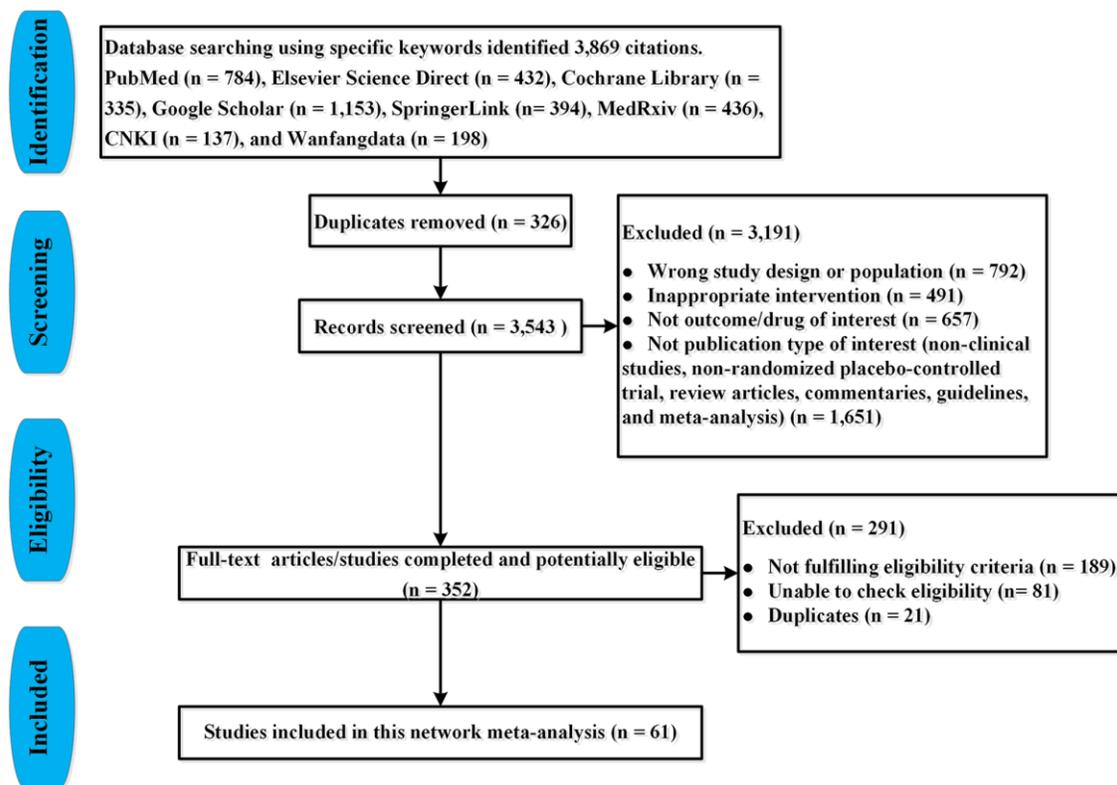 Identification
Database searching using specific keywords identified 3,869 citations.
PubMed (n = 784), Elsevier Science Direct (n = 432), Cochrane Library (n =
335), Google Scholar (n = 1,153), SpringerLink (n= 394), MedRxiv (n = 436),
CNKI (n = 137), and Wanfangdata (n = 198)
Screening
Duplicates removed (n = 326)
Records screened (n = 3,543 )
Excluded (n = 3,191)
● Wrong study design or population (n = 792)
● Inappropriate intervention (n = 491)
● Not outcome/drug of interest (n = 657)
● Not publication type of interest (non-clinical
studies, non-randomized placebo-controlled
trial, review articles, commentaries, guidelines,
and meta-analysis) (n = 1,651)
Eligibility
Full-text articles/studies completed and potentially eligible
(n = 352)
Excluded (n = 291)
● Not fulfilling eligibility criteria (n = 189)
● Unable to check eligibility (n= 81)
● Duplicates (n = 21)
Included
Studies included in this network meta-analysis (n = 61)